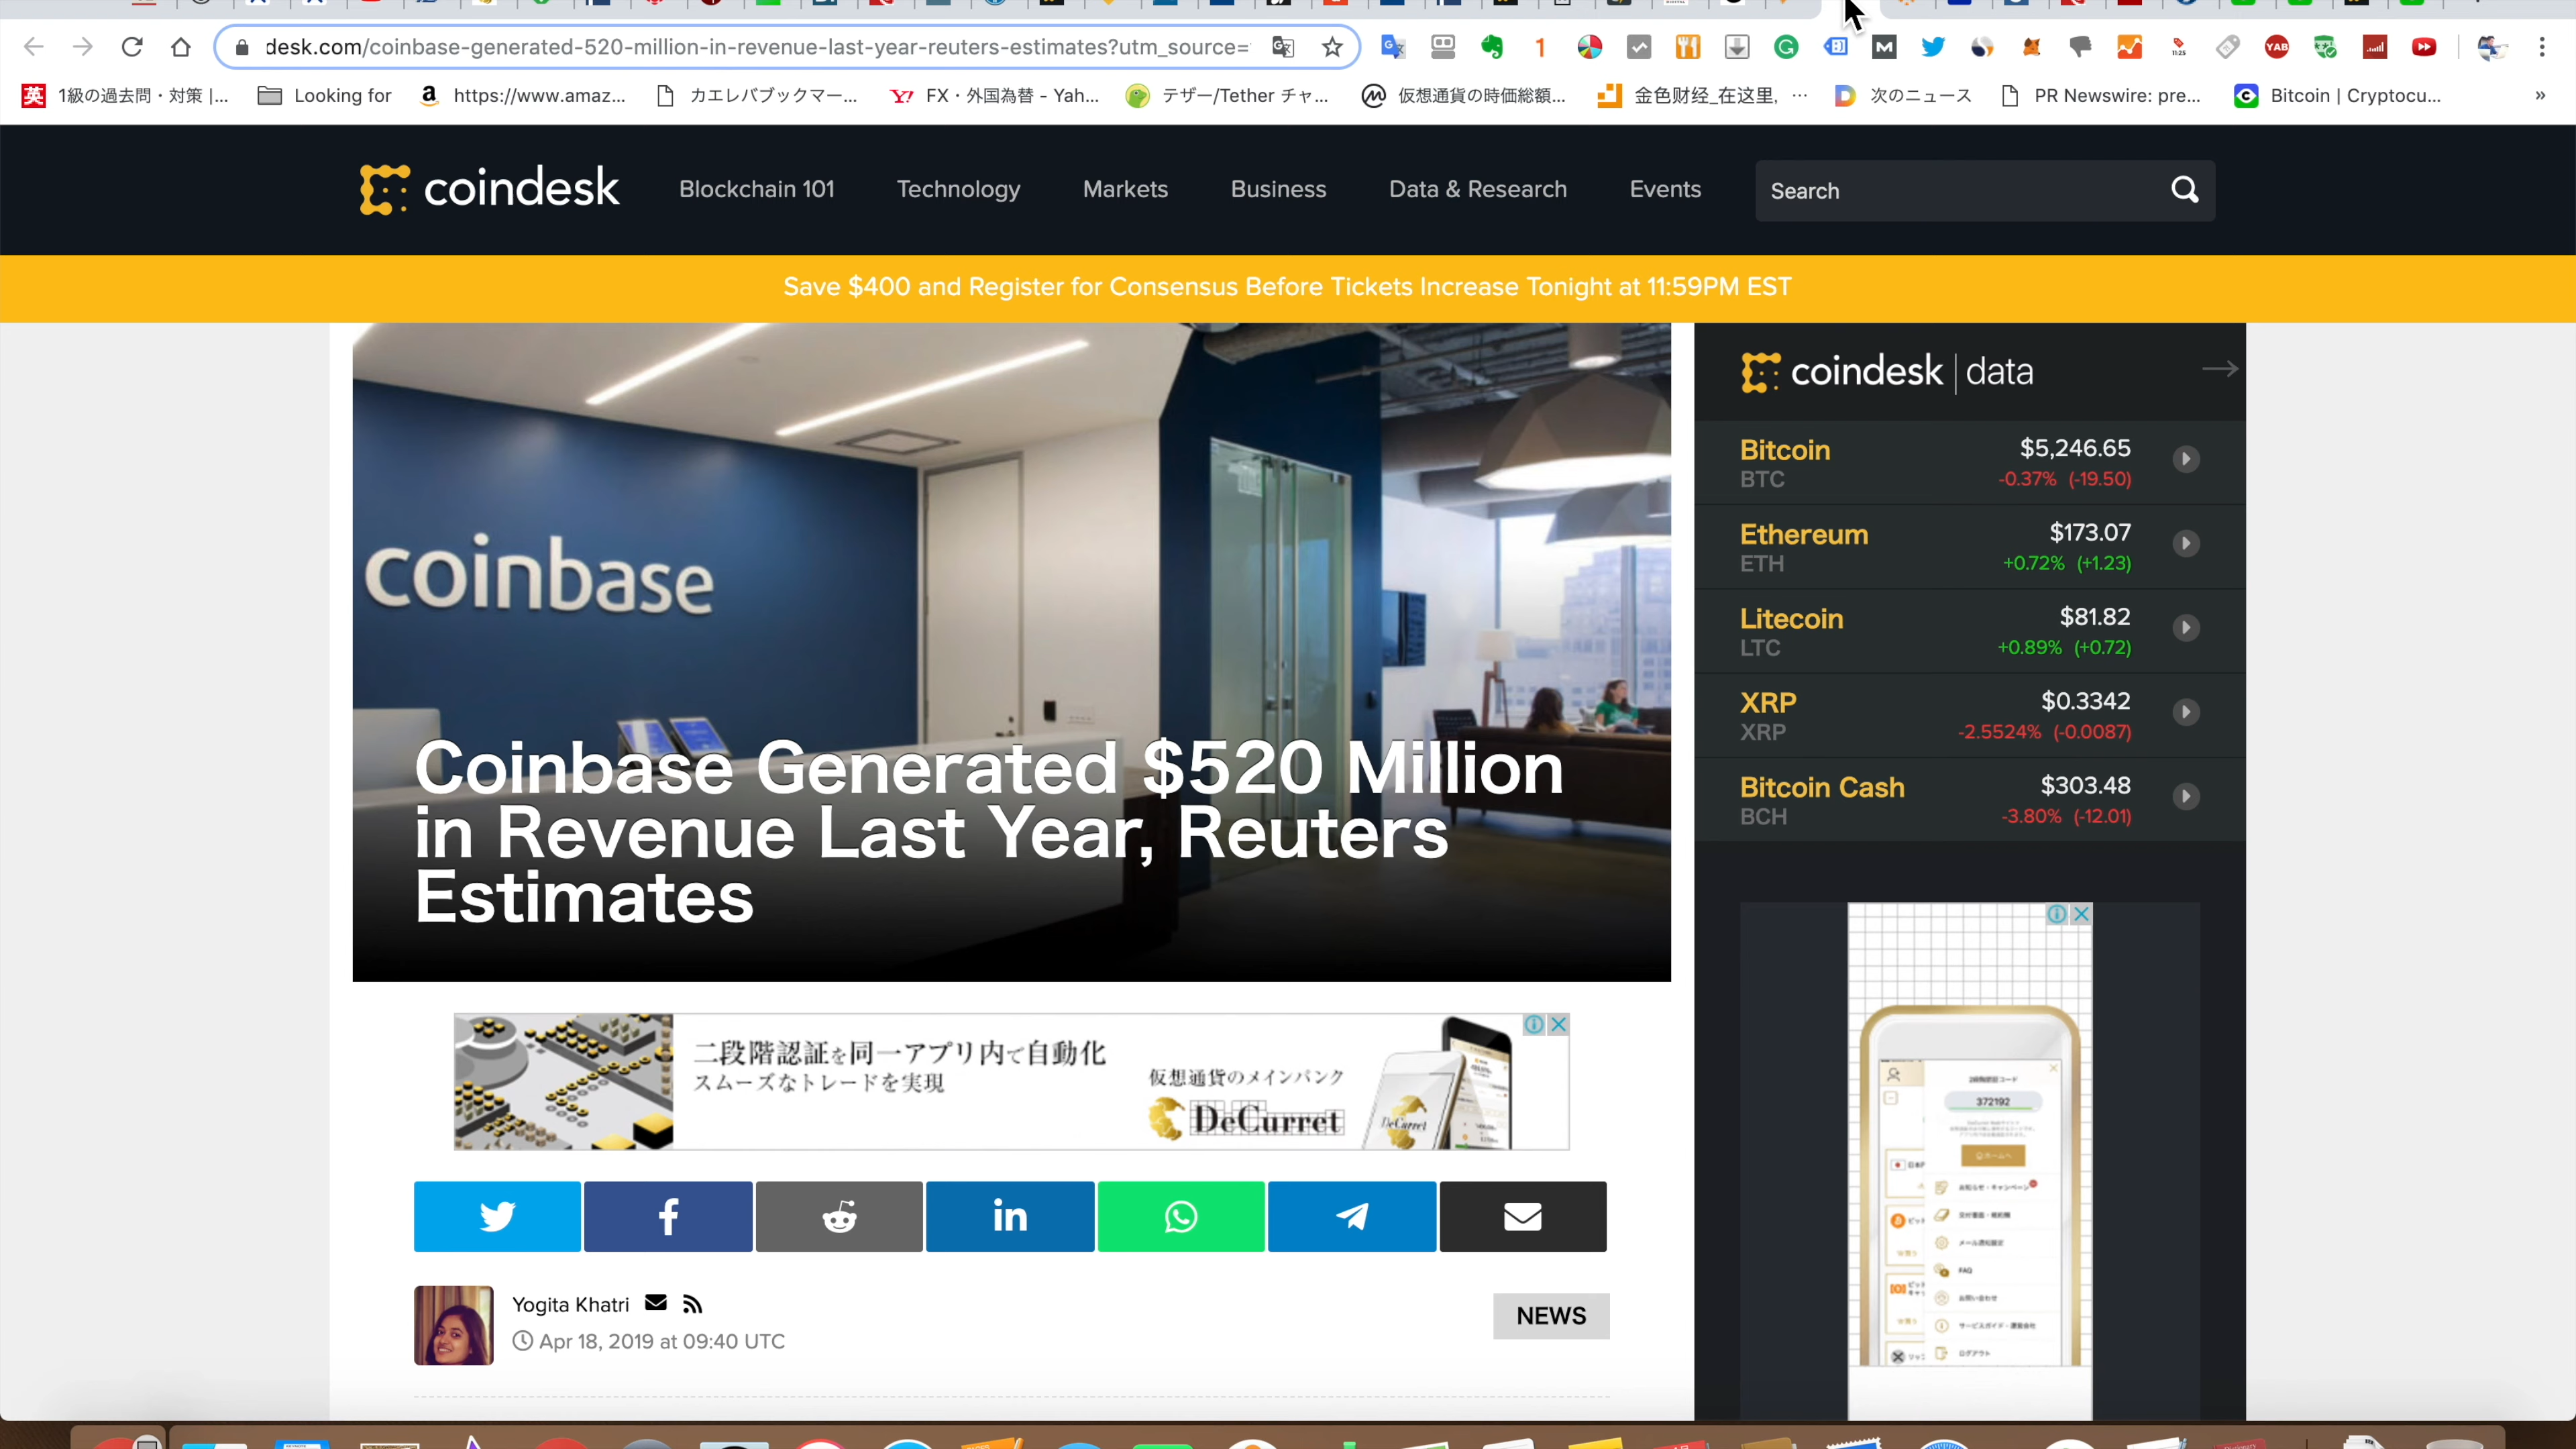 desk.com/coinbase-generated-520-million-in-revenue-last-year-reuters-estimates?utm_source=
1級の過去問・対策 |...
Looking for
https://www.amaz...
カエレバブックマー...
FX・外国為替 - Yah...
テザー/Tether チャ...
仮想通貨の時価総額...
金色财经_在这里, ...
次のニュース
PR Newswire: pre...
Bitcoin | Cryptocu...
»
coindesk
Blockchain 101
Technology
Markets
Business
Data & Research
Events
Search
Save $400 and Register for Consensus Before Tickets Increase Tonight at 11:59PM EST
coinbase
Coinbase Generated $520 Million
in Revenue Last Year, Reuters
Estimates
coindesk | data
Bitcoin $5,246.65
BTC -0.37% (-19.50)
Ethereum $173.07
ETH +0.72% (+1.23)
Litecoin $81.82
LTC +0.89% (+0.72)
XRP $0.3342
XRP -2.5524% (-0.0087)
Bitcoin Cash $303.48
BCH -3.80% (-12.01)
二段階認証を同一アプリ内で自動化
スムーズなトレードを実現
仮想通貨のメインバンク
DeCurret
DeCurret
372192
FAQ
ログアウト
Yogita Khatri
Apr 18, 2019 at 09:40 UTC
NEWS